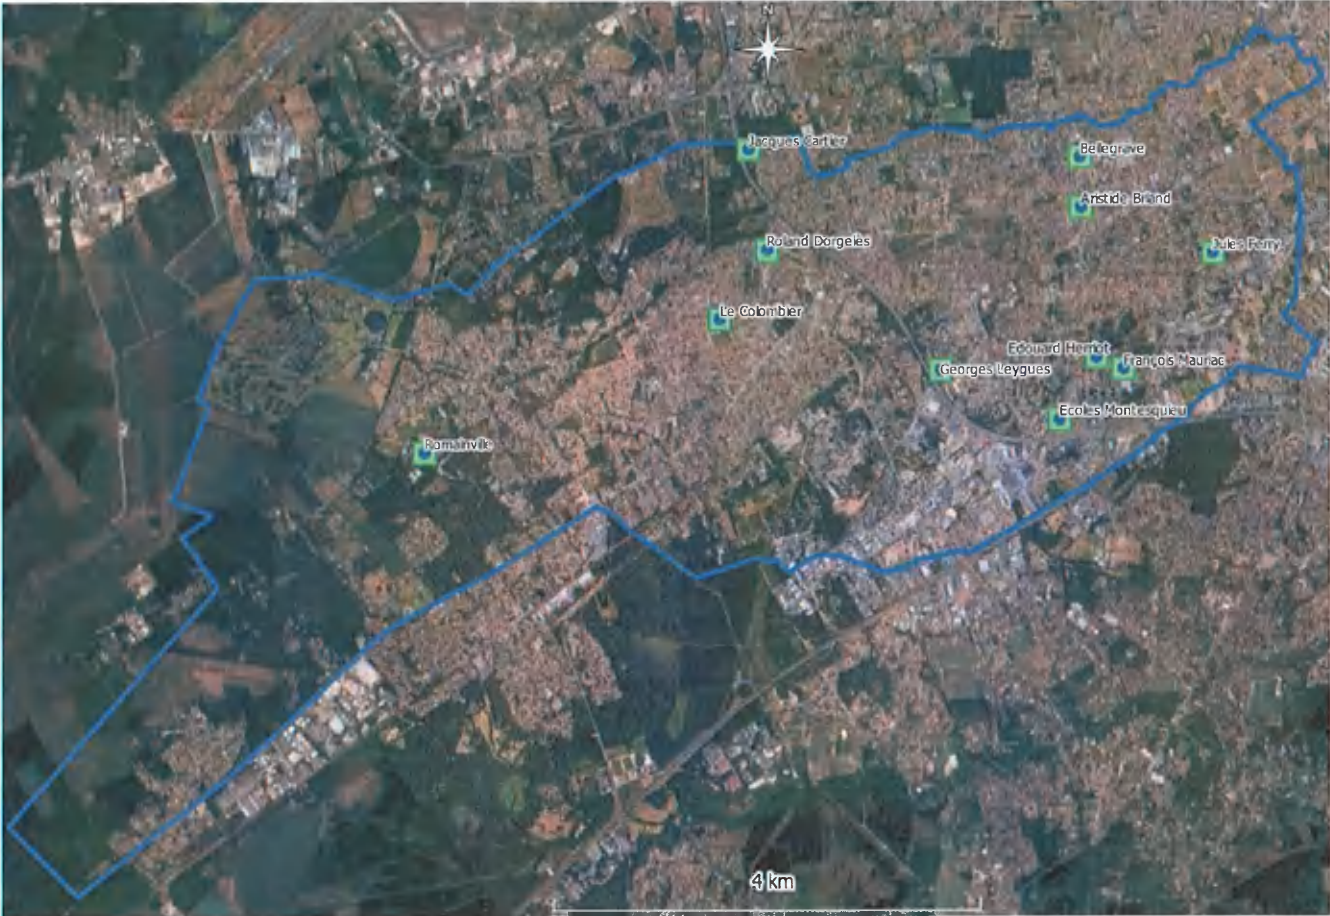 N
Jacques Cartier
Bellegrave
Aristide Briand
Roland Dorgelès
Jules Ferry
Le Colombier
Edouard Herriot
François Mauriac
Georges Leygues
Ecoles Montesquieu
Romainville
4 km